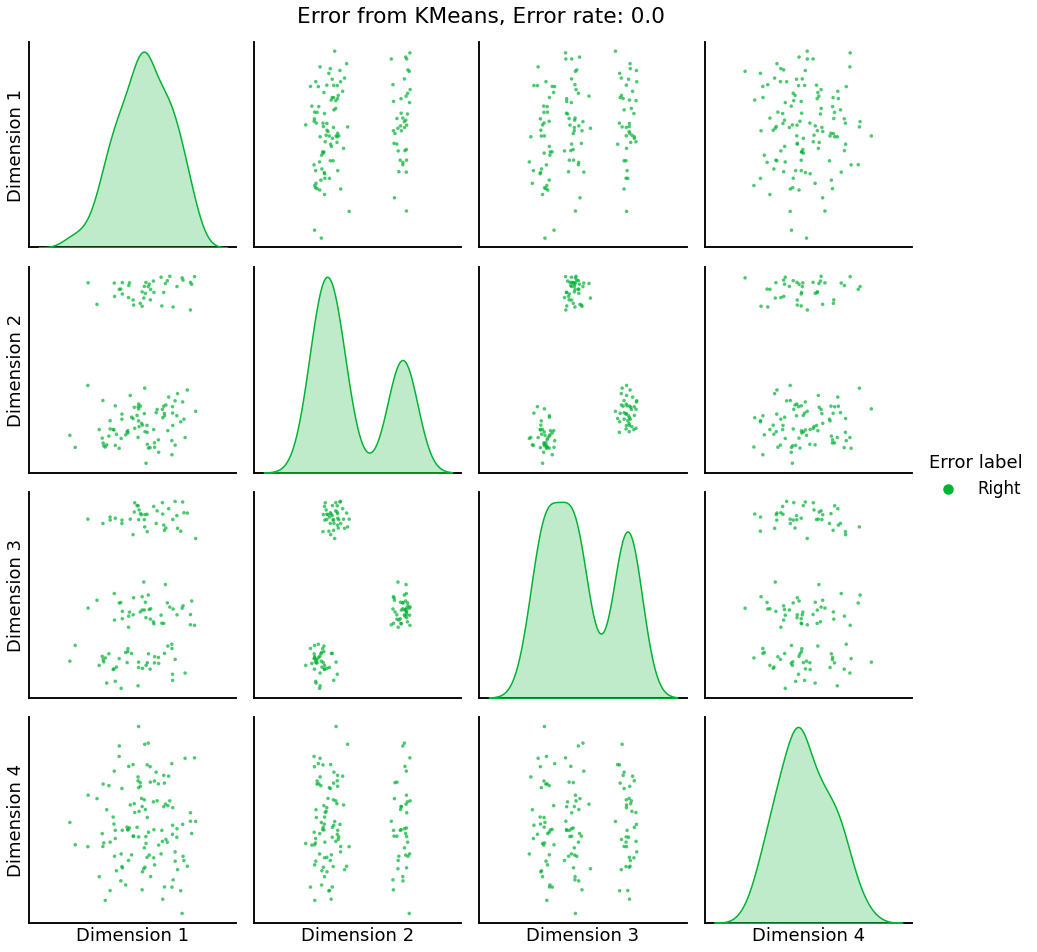 Error from KMeans, Error rate: 0.0
Dimension 1
Dimension 2
Dimension 3
Dimension 4
Error label
Right
Dimension 1
Dimension 2
Dimension 3
Dimension 4